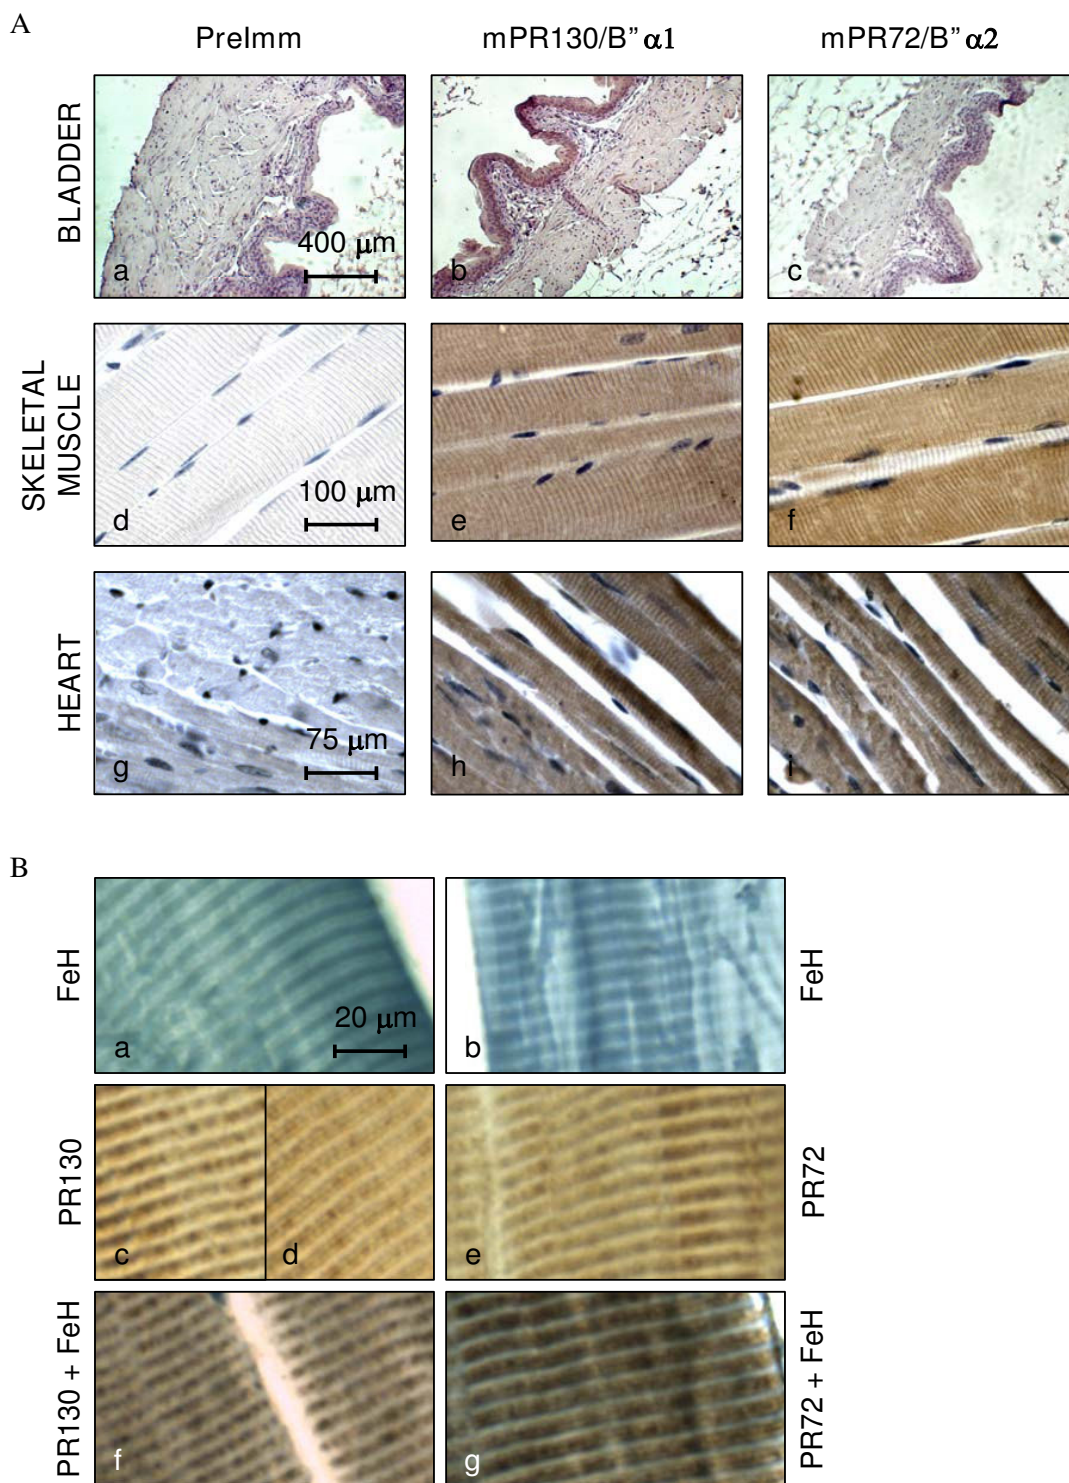 A
PreImm
mPR130/B” α1
mPR72/B” α2
BLADDER
a
400 μm
b
c
SKELETAL
MUSCLE
d
100 μm
e
f
HEART
g
75 μm
h
i
B
FeH
a
20 μm
b
FeH
PR130
c
d
e
PR72
PR130 + FeH
f
g
PR72 + FeH